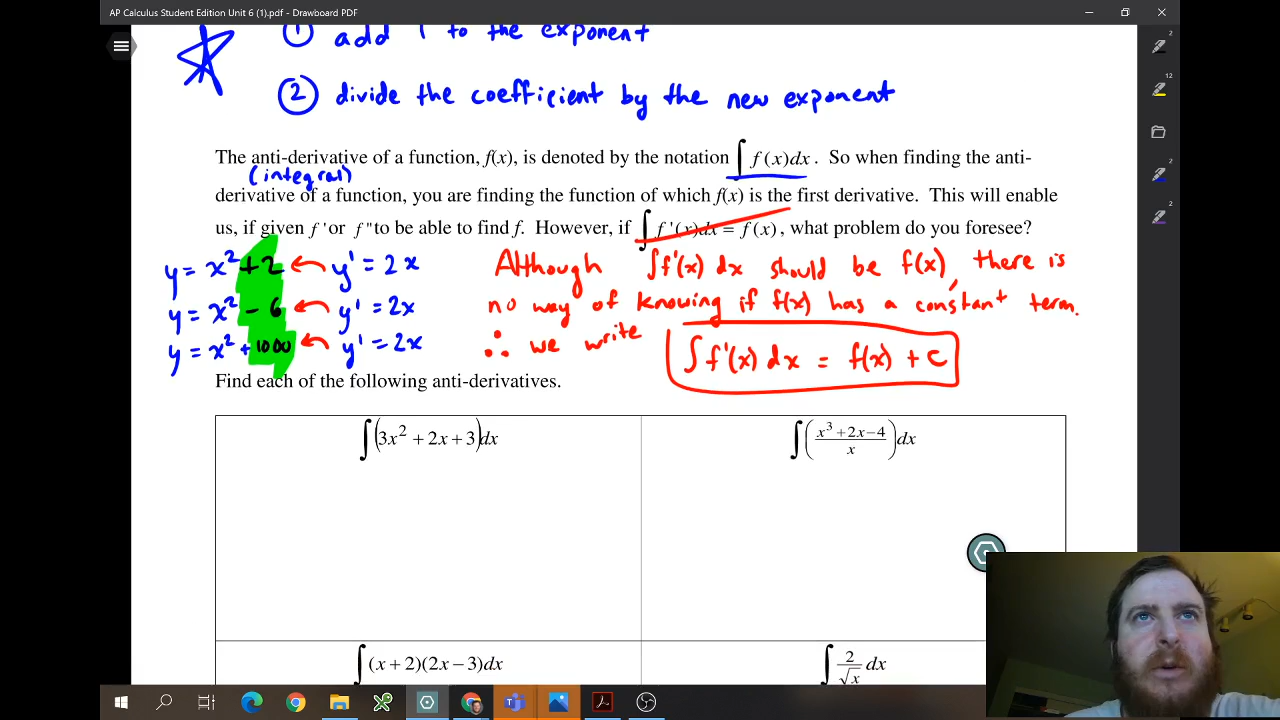 AP Calculus Student Edition Unit 6 (1).pdf - Drawboard PDF
① add 1 to the exponent
② divide the coefficient by the new exponent
The anti-derivative of a function, f(x), is denoted by the notation ∫ f(x)dx. So when finding the anti-
(integral)
derivative of a function, you are finding the function of which f(x) is the first derivative. This will enable
us, if given f ' or f '' to be able to find f. However, if ∫ f '(x)dx = f(x), what problem do you foresee?
y = x² + 2 ← y' = 2x
y = x² - 6 ← y' = 2x
y = x² + 1000 ← y' = 2x
Although ∫f'(x) dx should be f(x), there is
no way of knowing if f(x) has a constant term.
∴ we write ∫f'(x) dx = f(x) + C
Find each of the following anti-derivatives.
∫(3x² + 2x + 3)dx
∫((x³+2x−4)/x)dx
∫(x + 2)(2x − 3)dx
∫ 2/√x dx
2
12
2
2